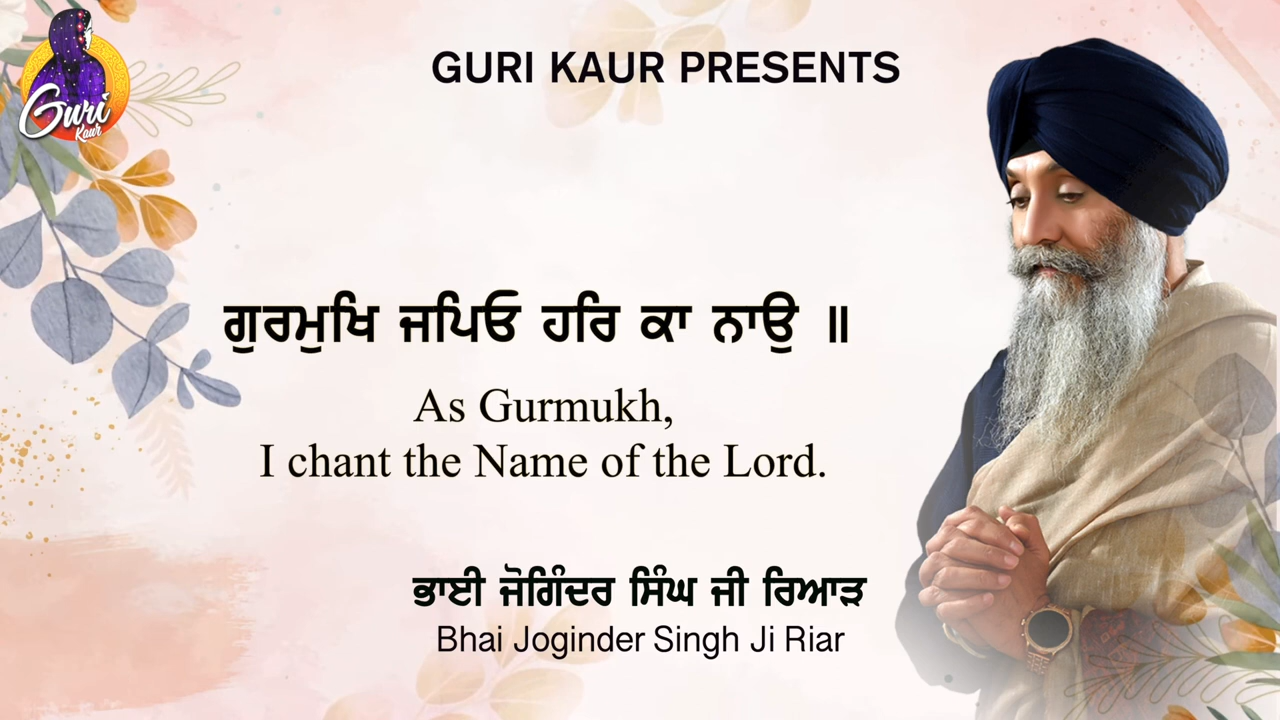 Guri
Kaur
GURI KAUR PRESENTS
ਗੁਰਮੁਖਿ ਜਪਿਓ ਹਰਿ ਕਾ ਨਾਉ ॥
As Gurmukh,
I chant the Name of the Lord.
ਭਾਈ ਜੋਗਿੰਦਰ ਸਿੰਘ ਜੀ ਰਿਆੜ
Bhai Joginder Singh Ji Riar